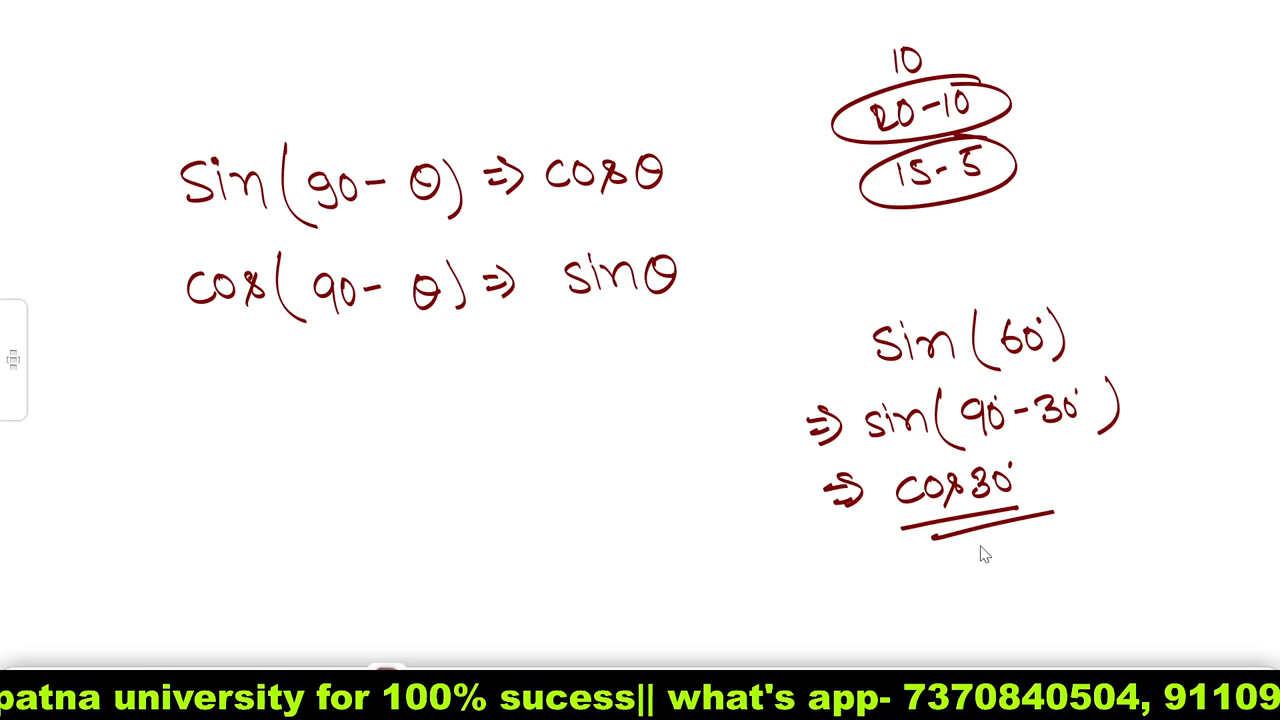 10
20-10
15-5
Sin(90-θ)⇒cosθ
cos(90-θ)⇒ sinθ
Sin(60°)
⇒ sin(90°-30°)
⇒ cos30°
patna university for 100% sucess|| what's app- 7370840504, 91109